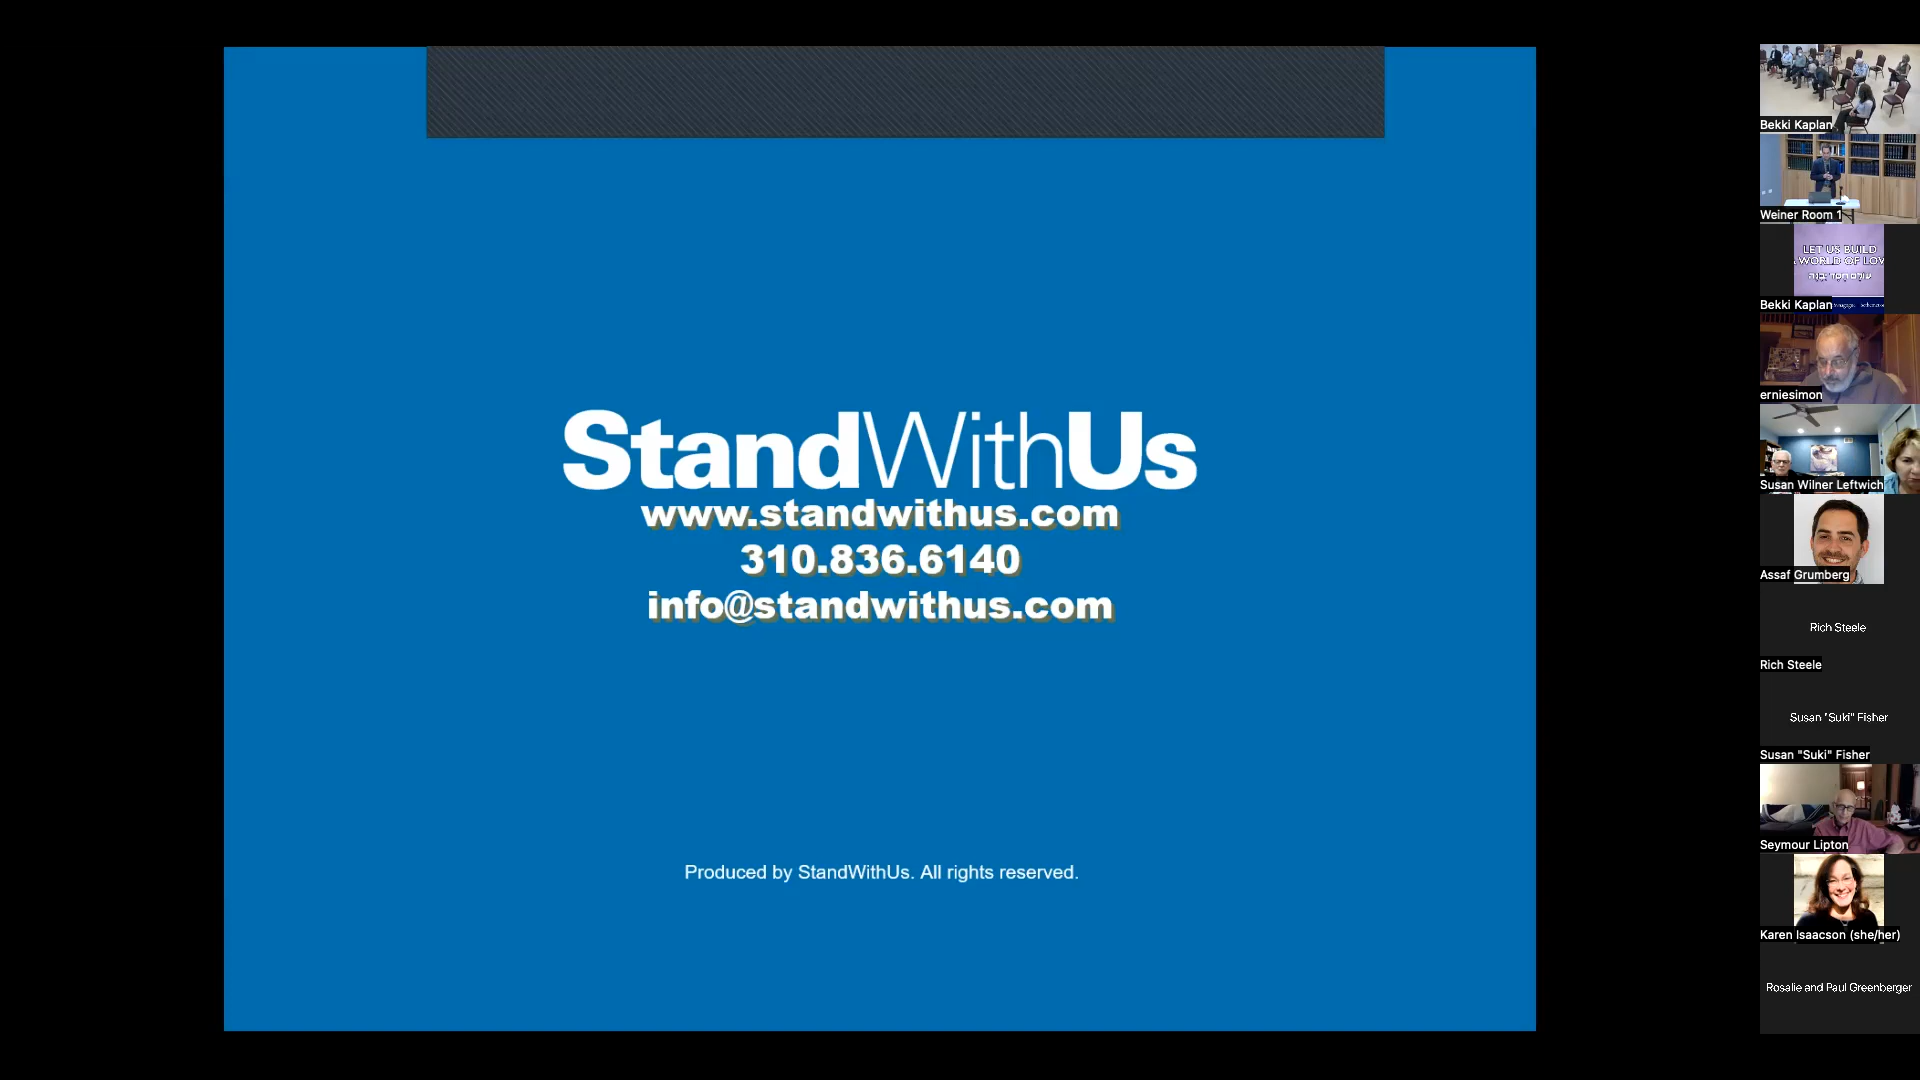 StandWithUs
www.standwithus.com
310.836.6140
info@standwithus.com
Produced by StandWithUs. All rights reserved.
Bekki Kaplan
Weiner Room 1
LET US BUILD
WORLD OF LOV
Bekki Kaplan
erniesimon
Susan Wilner Leftwich
Assaf Grumberg
Rich Steele
Rich Steele
Susan "Suki" Fisher
Susan "Suki" Fisher
Seymour Lipton
Karen Isaacson (she/her)
Rosalie and Paul Greenberger